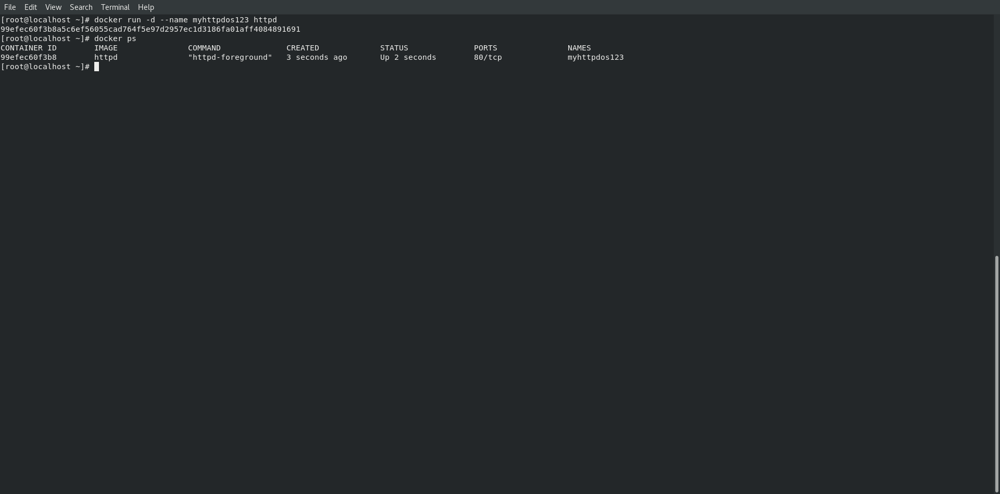 File Edit View Search Terminal Help
[root@localhost ~]# docker run -d --name myhttpdos123 httpd
99efec60f3b8a5c6ef56055cad764f5e97d2957ec1d3186fa01aff4084891691
[root@localhost ~]# docker ps
CONTAINER ID        IMAGE               COMMAND              CREATED             STATUS              PORTS               NAMES
99efec60f3b8        httpd               "httpd-foreground"   3 seconds ago       Up 2 seconds        80/tcp              myhttpdos123
[root@localhost ~]#